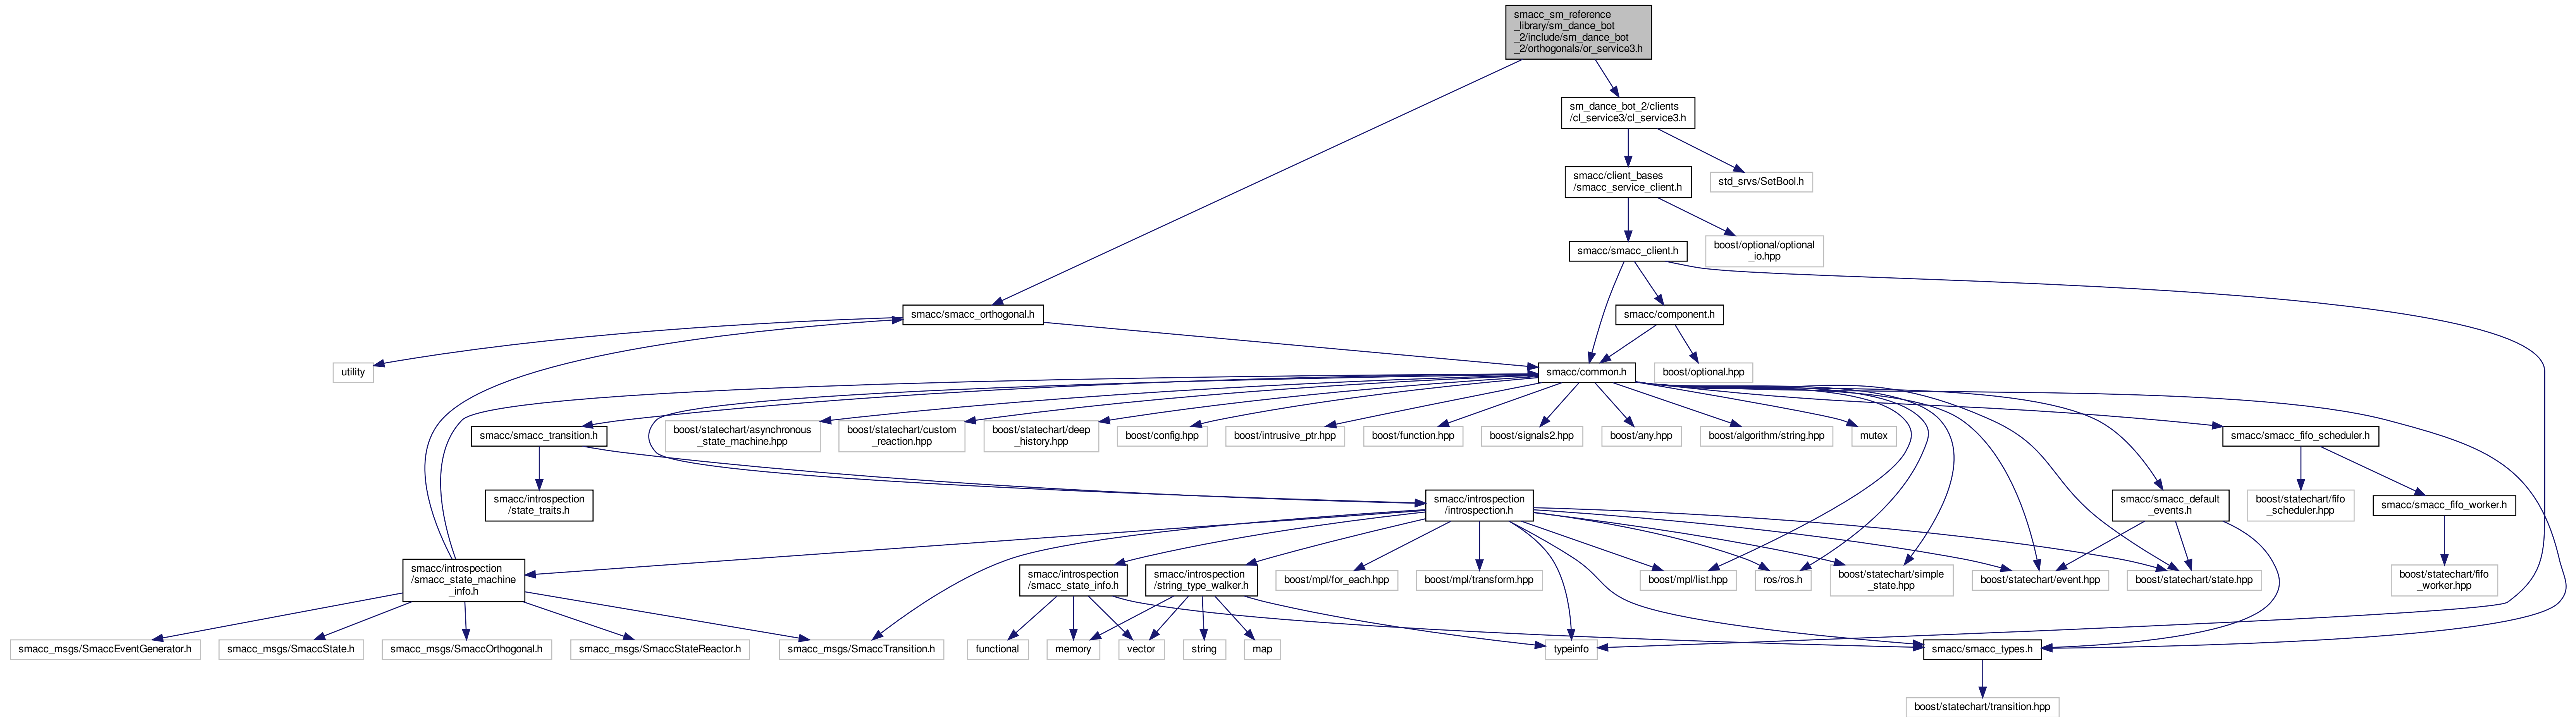 smacc_sm_reference
_library/sm_dance_bot
_2/include/sm_dance_bot
_2/orthogonals/or_service3.h
sm_dance_bot_2/clients
/cl_service3/cl_service3.h
smacc/client_bases
/smacc_service_client.h
std_srvs/SetBool.h
smacc/smacc_client.h
boost/optional/optional
_io.hpp
smacc/smacc_orthogonal.h
smacc/component.h
utility
smacc/common.h
boost/optional.hpp
smacc/smacc_transition.h
boost/statechart/asynchronous
_state_machine.hpp
boost/statechart/custom
_reaction.hpp
boost/statechart/deep
_history.hpp
boost/config.hpp
boost/intrusive_ptr.hpp
boost/function.hpp
boost/signals2.hpp
boost/any.hpp
boost/algorithm/string.hpp
mutex
smacc/smacc_fifo_scheduler.h
smacc/introspection
/state_traits.h
smacc/introspection
/introspection.h
smacc/smacc_default
_events.h
boost/statechart/fifo
_scheduler.hpp
smacc/smacc_fifo_worker.h
smacc/introspection
/smacc_state_machine
_info.h
smacc/introspection
/smacc_state_info.h
smacc/introspection
/string_type_walker.h
boost/mpl/for_each.hpp
boost/mpl/transform.hpp
boost/mpl/list.hpp
ros/ros.h
boost/statechart/simple
_state.hpp
boost/statechart/event.hpp
boost/statechart/state.hpp
boost/statechart/fifo
_worker.hpp
smacc_msgs/SmaccEventGenerator.h
smacc_msgs/SmaccState.h
smacc_msgs/SmaccOrthogonal.h
smacc_msgs/SmaccStateReactor.h
smacc_msgs/SmaccTransition.h
functional
memory
vector
string
map
typeinfo
smacc/smacc_types.h
boost/statechart/transition.hpp